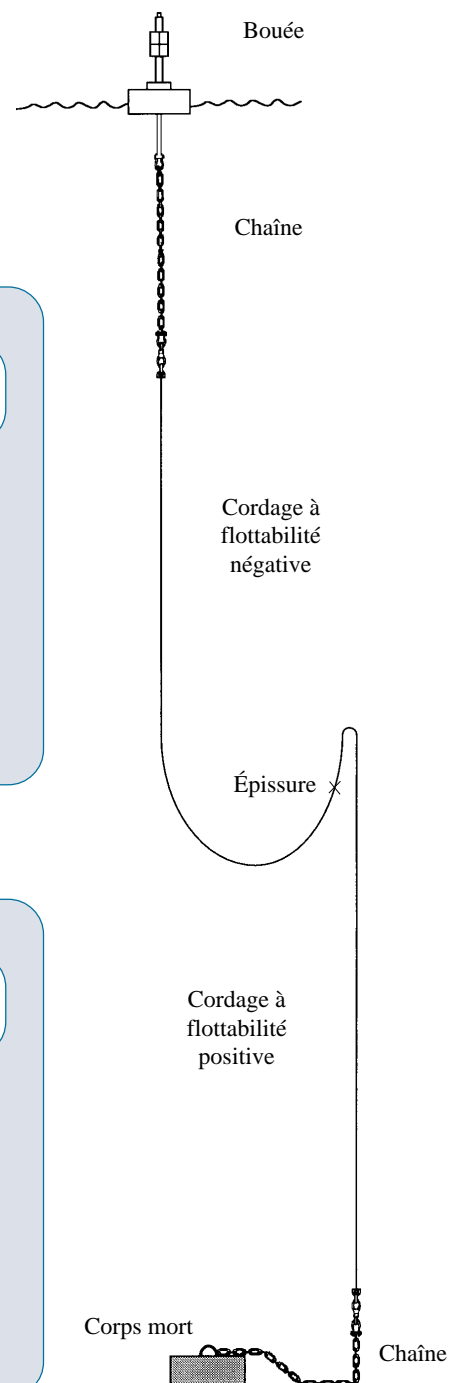 Bouée
Chaîne
Cordage à
flottabilité
négative
Épissure
Cordage à
flottabilité
positive
Corps mort
Chaîne